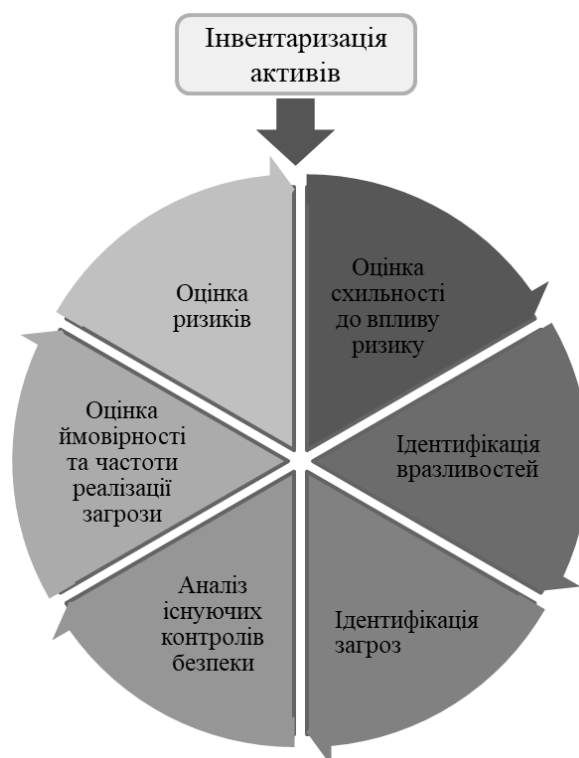 Інвентаризація
активів
Оцінка
схильності
до впливу
ризику
Ідентифікація
вразливостей
Ідентифікація
загроз
Аналіз
існуючих
контролів
безпеки
Оцінка
ймовірності
та частоти
реалізації
загрози
Оцінка
ризиків